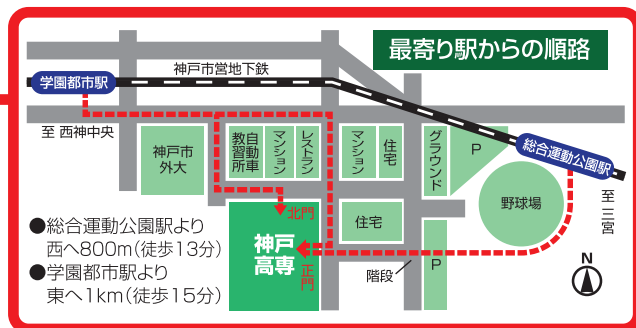 最寄り駅からの順路
神戸市営地下鉄
学園都市駅
至 西神中央
神戸市
外大
自動車
教習所
マンション
レストラン
マンション
住宅
グラウンド
P
総合運動公園駅
至三宮
野球場
北門
住宅
神戸
高専
正門
階段
P
N
●総合運動公園駅より
西へ800m(徒歩13分)
●学園都市駅より
東へ1km(徒歩15分)